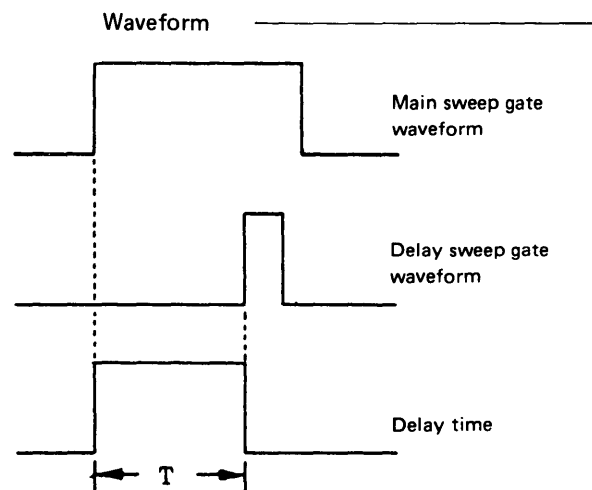 Waveform
Main sweep gate
waveform
Delay sweep gate
waveform
Delay time
T